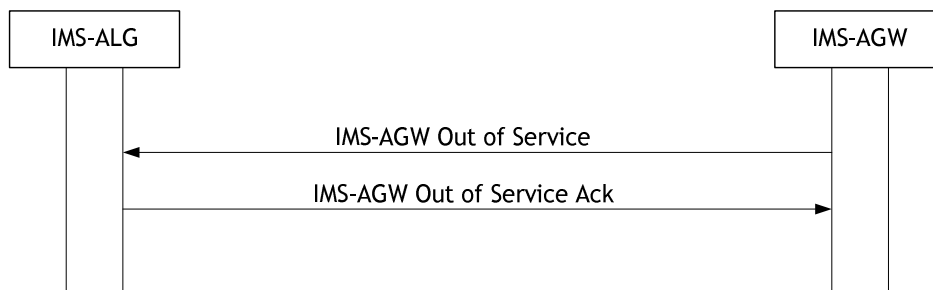 IMS-ALG
IMS-AGW
IMS-AGW Out of Service
IMS-AGW Out of Service Ack